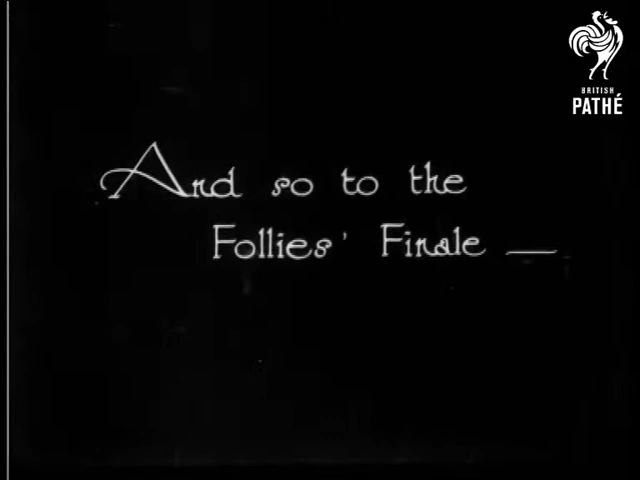 BRITISH
PATHÉ
And so to the
Follies' Finale —